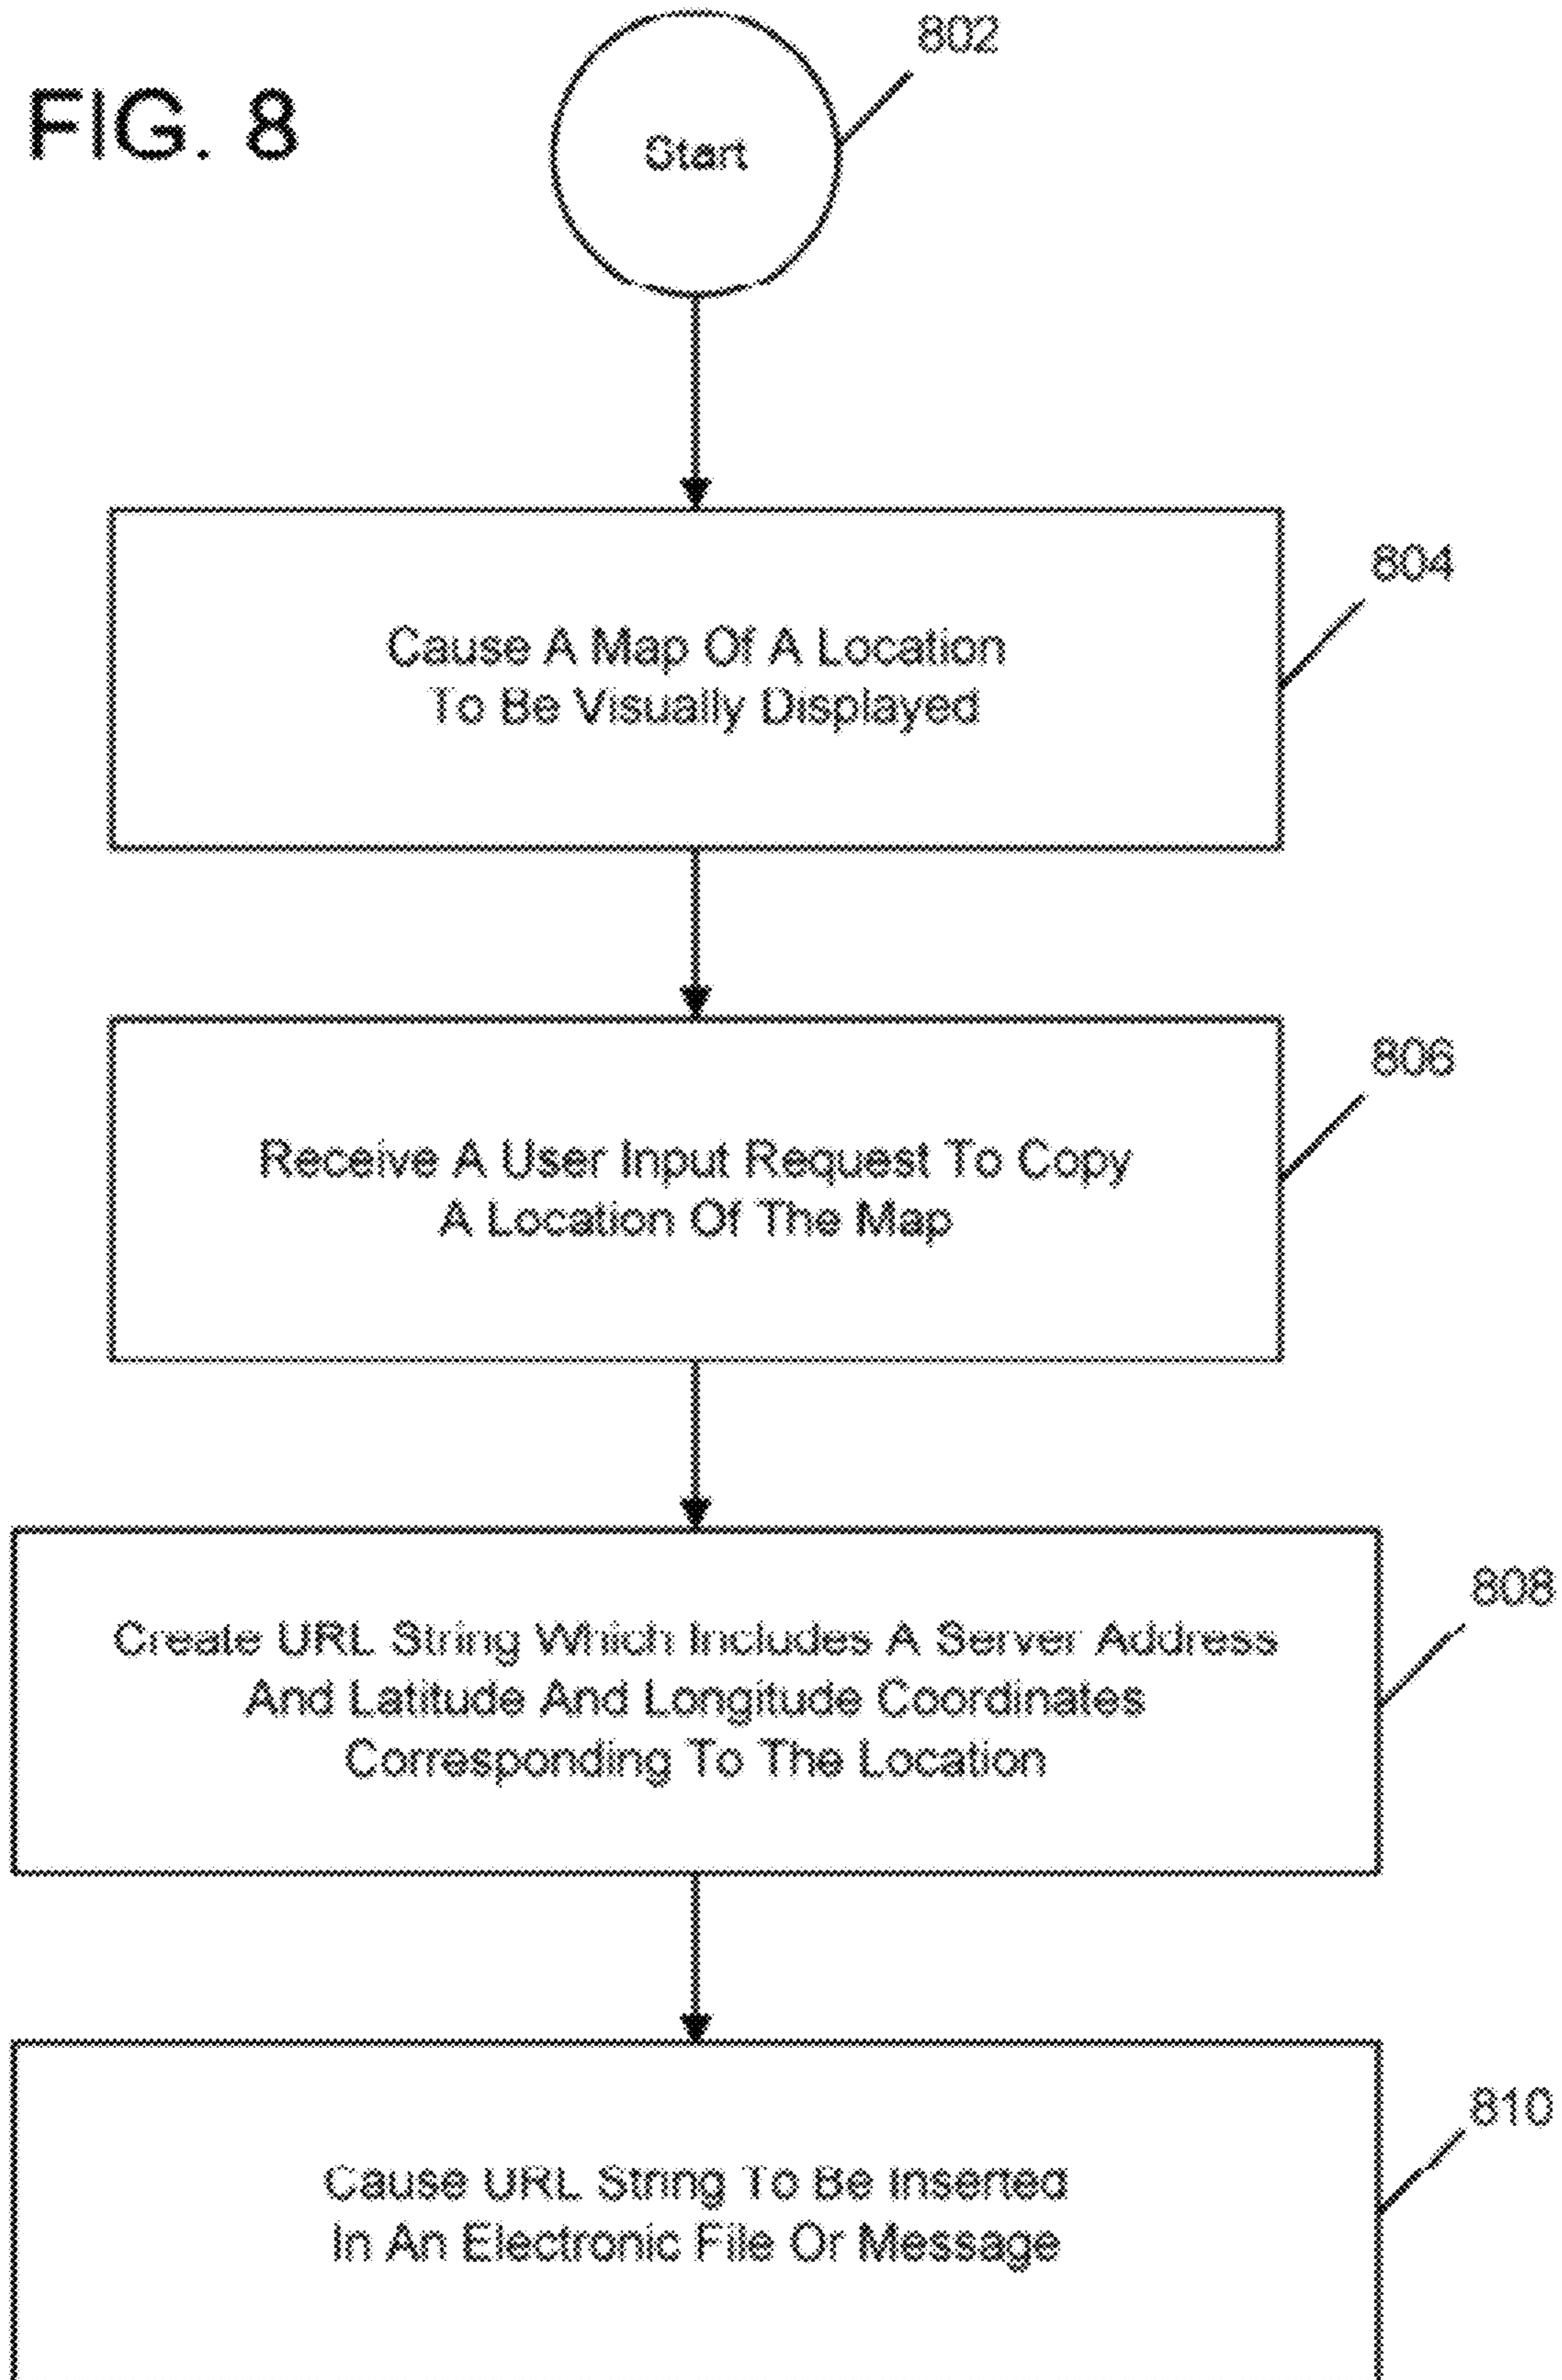 FIG. 8
802
Start
804
Cause A Map Of A Location
To Be Visually Displayed
806
Receive A User Input Request To Copy
A Location Of The Map
808
Create URL String Which Includes A Server Address
And Latitude And Longitude Coordinates
Corresponding To The Location
810
Cause URL String To Be Inserted
In An Electronic File Or Message